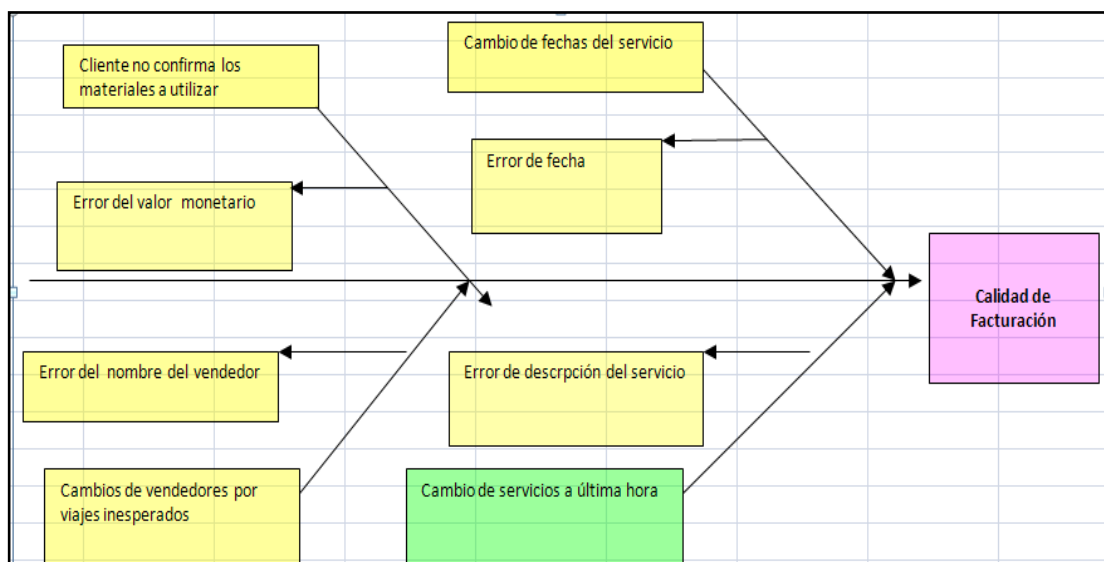 Cambio de fechas del servicio
Cliente no confirma los
materiales a utilizar
Error de fecha
Error del valor monetario
Calidad de
Facturación
Error del nombre del vendedor
Error de descrpción del servicio
Cambios de vendedores por
viajes inesperados
Cambio de servicios a última hora